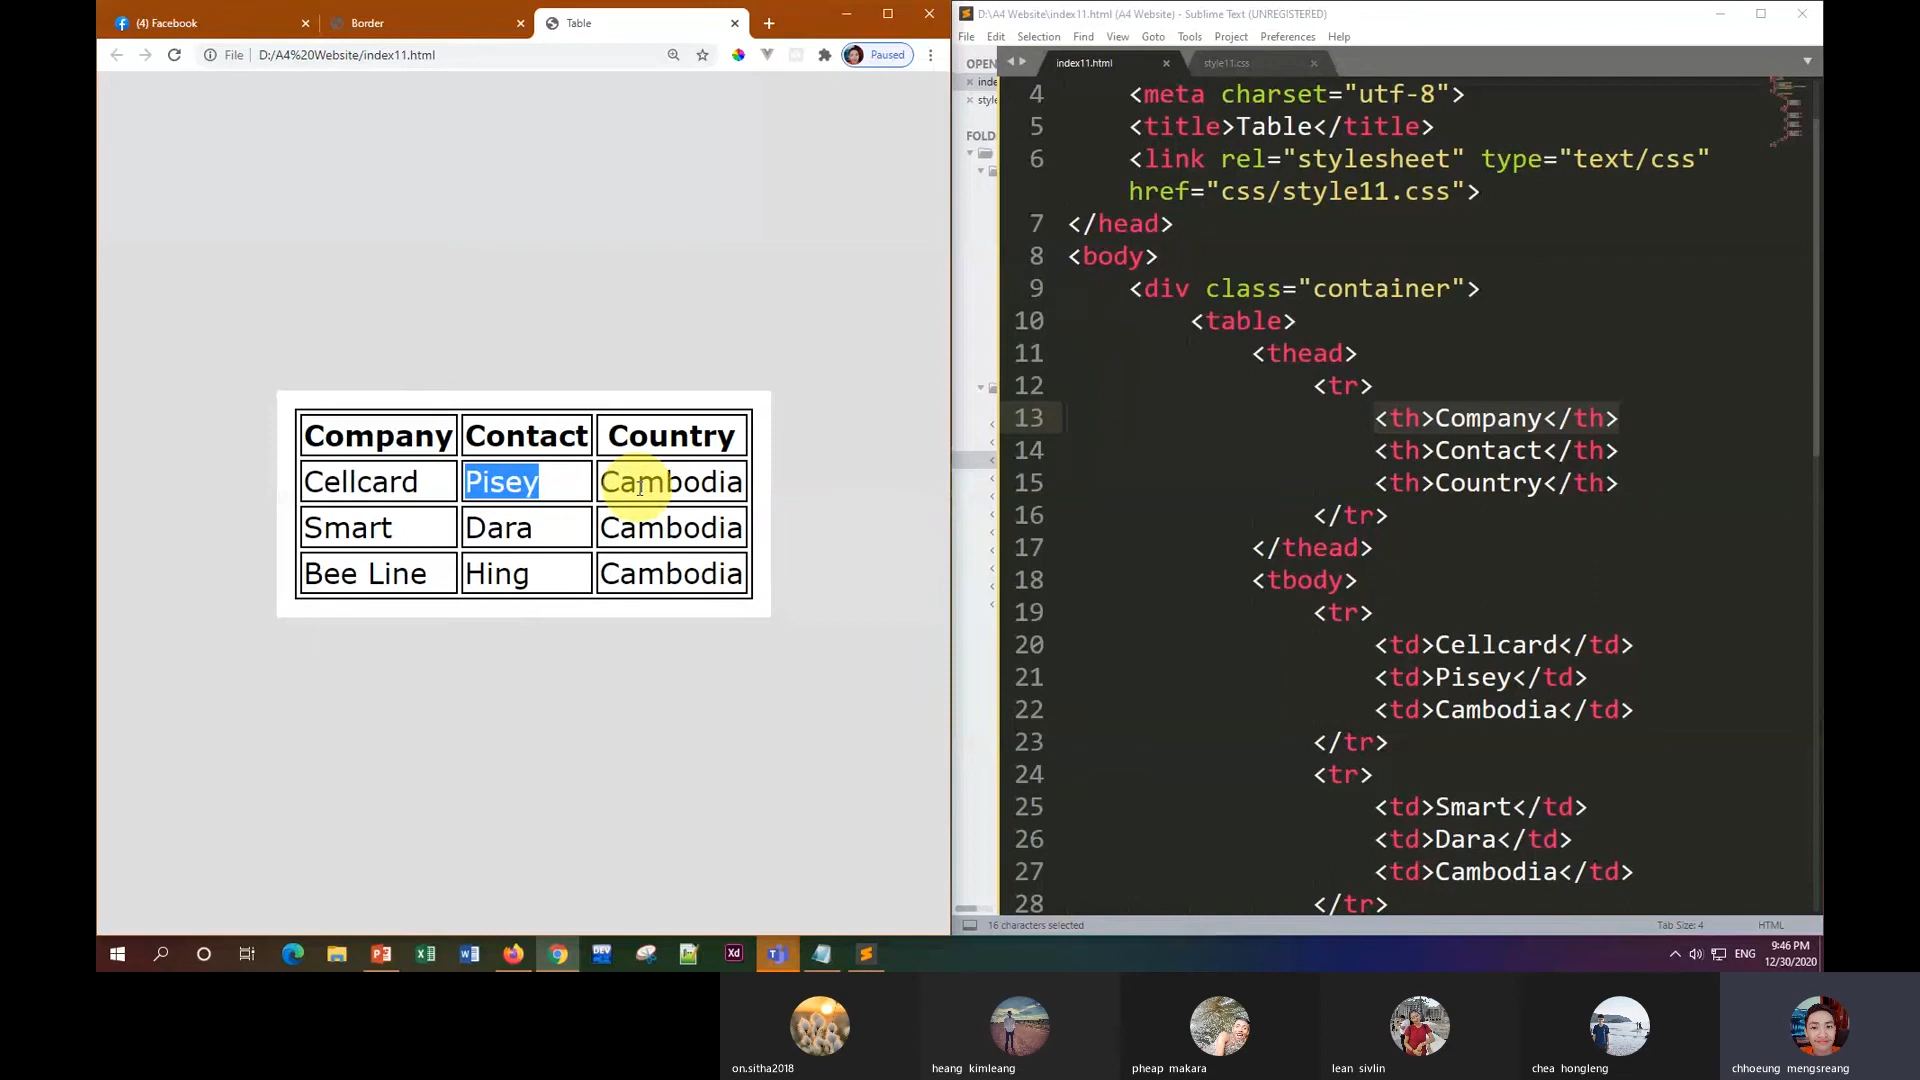 (4) Facebook
Border
Table
File
D:/A4%20Website/index11.html
Paused
Company Contact Country
Cellcard Pisey Cambodia
Smart Dara Cambodia
Bee Line Hing Cambodia
D:\A4 Website\index11.html (A4 Website) - Sublime Text (UNREGISTERED)
File Edit Selection Find View Goto Tools Project Preferences Help
OPEN
inde
style
FOLD
index11.html
style11.css
4 <meta charset="utf-8">
5 <title>Table</title>
6 <link rel="stylesheet" type="text/css"
href="css/style11.css">
7 </head>
8 <body>
9 <div class="container">
10 <table>
11 <thead>
12 <tr>
13 <th>Company</th>
14 <th>Contact</th>
15 <th>Country</th>
16 </tr>
17 </thead>
18 <tbody>
19 <tr>
20 <td>Cellcard</td>
21 <td>Pisey</td>
22 <td>Cambodia</td>
23 </tr>
24 <tr>
25 <td>Smart</td>
26 <td>Dara</td>
27 <td>Cambodia</td>
28 </tr>
16 characters selected
Tab Size: 4
HTML
DEV
Xd
ENG
9:46 PM
12/30/2020
on.sitha2018
heang kimleang
pheap makara
lean sivlin
chea hongleng
chhoeung mengsreang